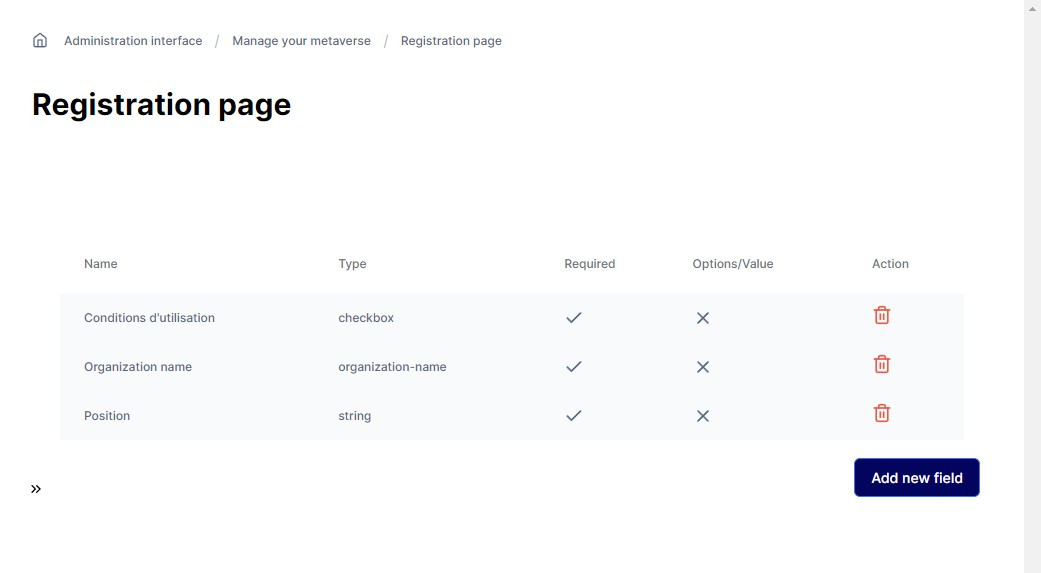 Administration interface / Manage your metaverse / Registration page
Registration page
Name Type Required Options/Value Action
Conditions d'utilisation checkbox
Organization name organization-name
Position string
Add new field
»